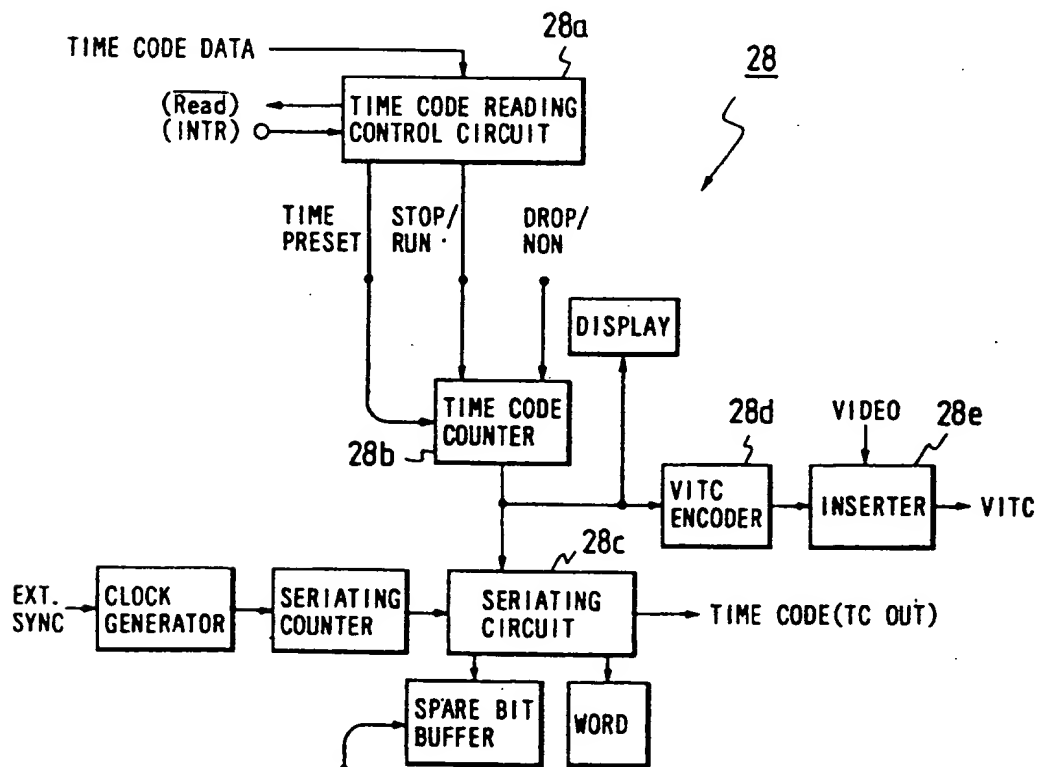 28a
28
TIME CODE DATA
(Read)
(INTR)
TIME CODE READING
CONTROL CIRCUIT
TIME
PRESET
STOP/
RUN
DROP/
NON
DISPLAY
TIME CODE
COUNTER
28b
28d
VIDEO
28e
VITC
ENCODER
INSERTER
VITC
28c
EXT.
SYNC
CLOCK
GENERATOR
SERIATING
COUNTER
SERIATING
CIRCUIT
TIME CODE(TC OUT)
SPARE BIT
BUFFER
WORD